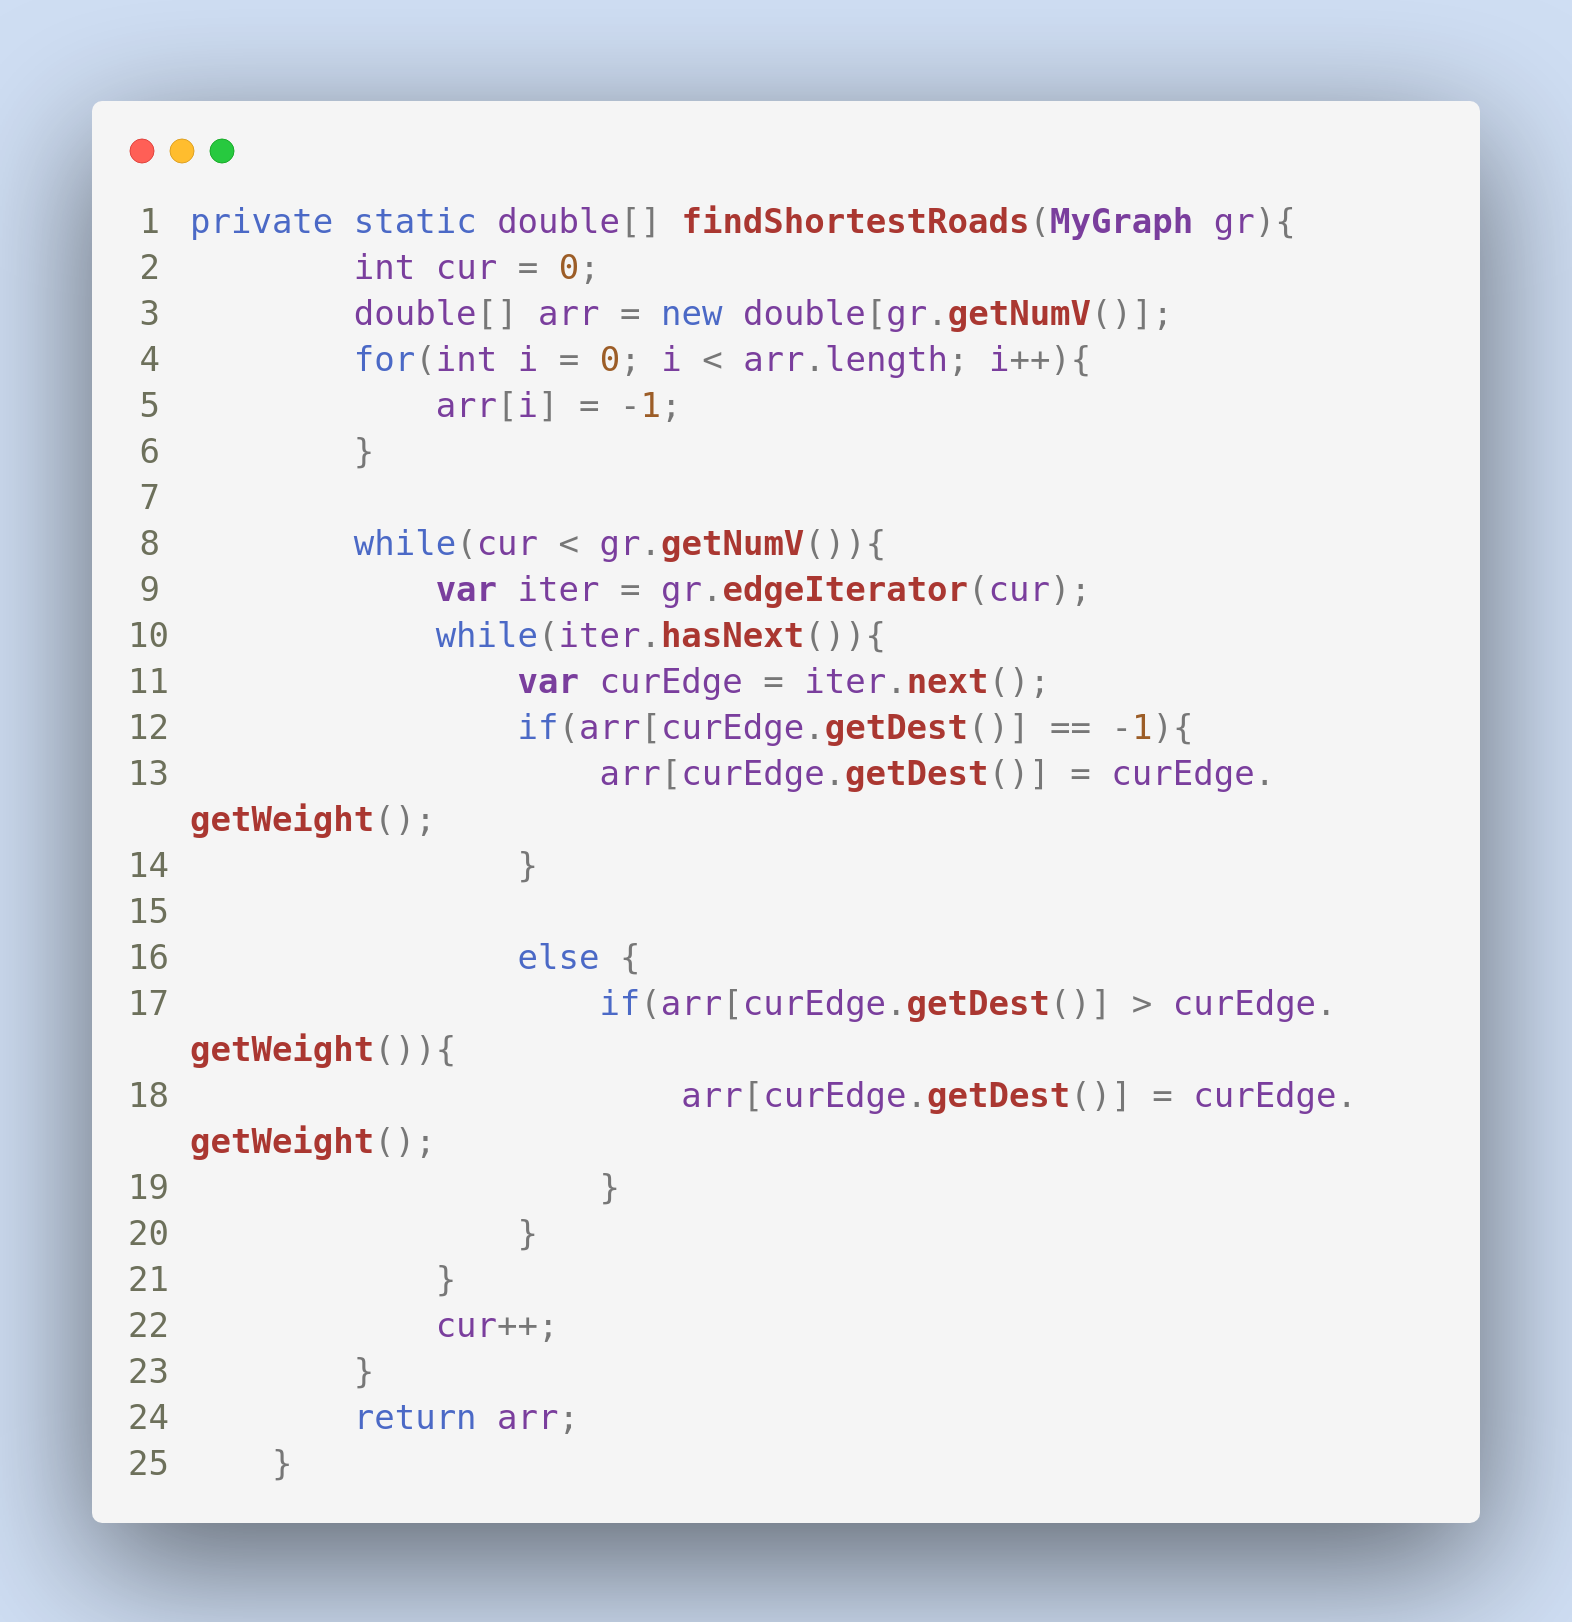 1 private static double[] findShortestRoads(MyGraph gr){
2         int cur = 0;
3         double[] arr = new double[gr.getNumV()];
4         for(int i = 0; i < arr.length; i++){
5             arr[i] = -1;
6         }
7
8         while(cur < gr.getNumV()){
9             var iter = gr.edgeIterator(cur);
10             while(iter.hasNext()){
11                 var curEdge = iter.next();
12                 if(arr[curEdge.getDest()] == -1){
13                     arr[curEdge.getDest()] = curEdge.
getWeight();
14                 }
15
16                 else {
17                     if(arr[curEdge.getDest()] > curEdge.
getWeight()){
18                         arr[curEdge.getDest()] = curEdge.
getWeight();
19                     }
20                 }
21             }
22             cur++;
23         }
24         return arr;
25     }